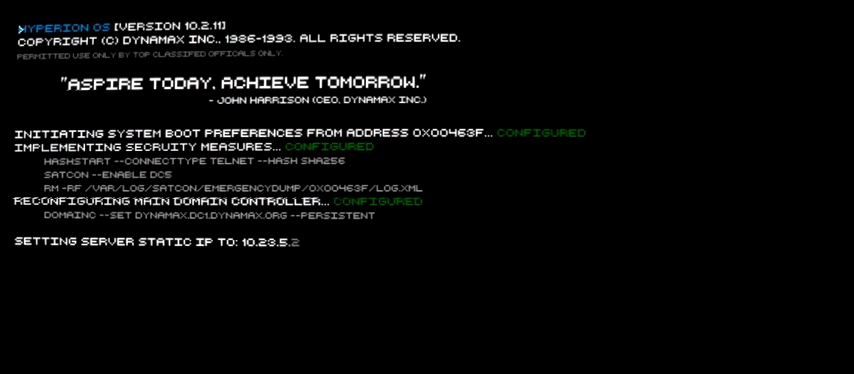 >HYPERION OS [VERSION 10.2.11]
COPYRIGHT (C) DYNAMAX INC., 1986-1993. ALL RIGHTS RESERVED.
PERMITTED USE ONLY BY TOP CLASSIFED OFFICALS ONLY.
"ASPIRE TODAY, ACHIEVE TOMORROW."
- JOHN HARRISON (CEO, DYNAMAX INC.)
INITIATING SYSTEM BOOT PREFERENCES FROM ADDRESS 0X00463F... CONFIGURED
IMPLEMENTING SECRUITY MEASURES... CONFIGURED
HASHSTART --CONNECTTYPE TELNET --HASH SHA256
SATCON --ENABLE DC5
RM -RF /VAR/LOG/SATCON/EMERGENCYDUMP/0X00463F/LOG.XML
RECONFIGURING MAIN DOMAIN CONTROLLER... CONFIGURED
DOMAINC --SET DYNAMAX.DC1.DYNAMAX.ORG --PERSISTENT
SETTING SERVER STATIC IP TO: 10.23.5.2